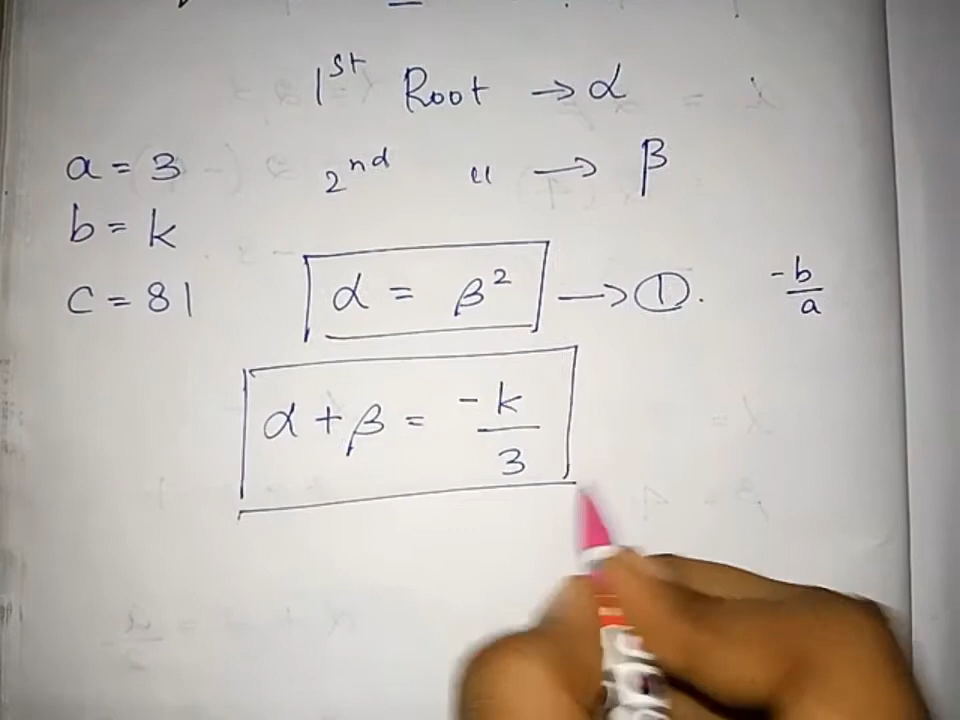 1st Root → α
a = 3 2nd " → β
b = k
c = 81 α = β² → ①. -b/a
α + β = -k/3